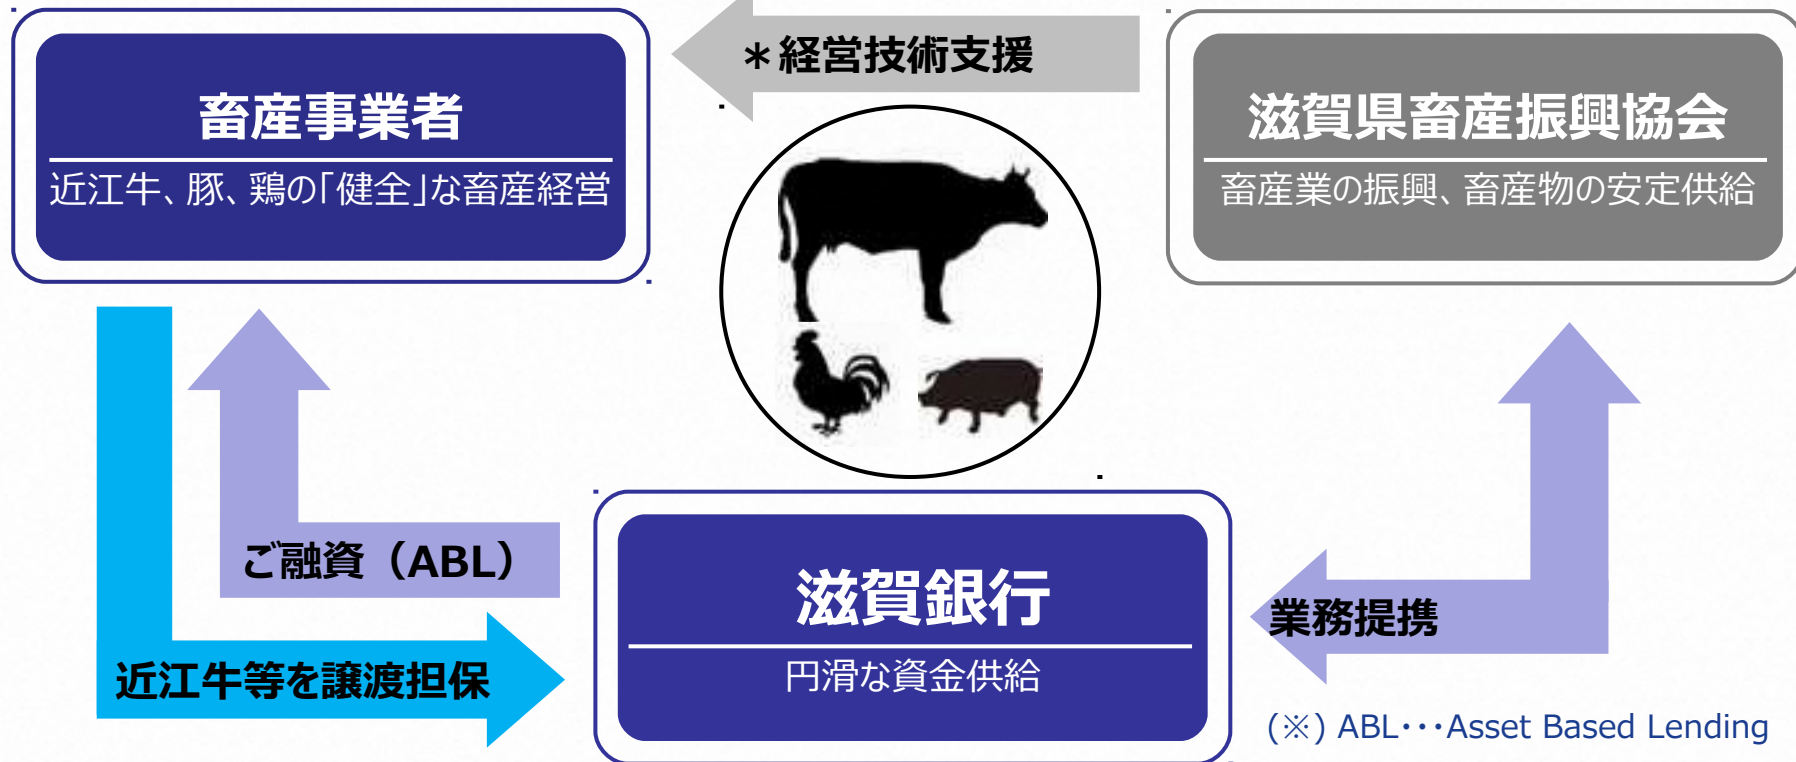 ＊経営技術支援
畜産事業者
近江牛、豚、鶏の「健全」な畜産経営
滋賀県畜産振興協会
畜産業の振興、畜産物の安定供給
ご融資（ABL）
近江牛等を譲渡担保
滋賀銀行
円滑な資金供給
業務提携
(※) ABL･･･Asset Based Lending